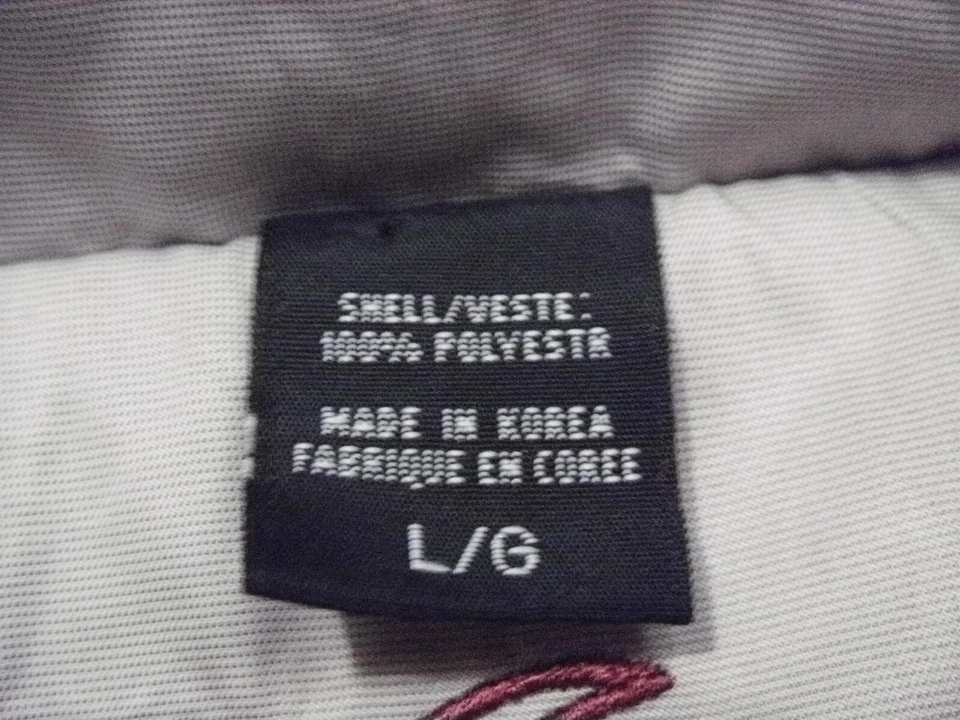 SHELL/VESTE:
100% POLYESTR
MADE IN KOREA
FABRIQUE EN COREE
L/G